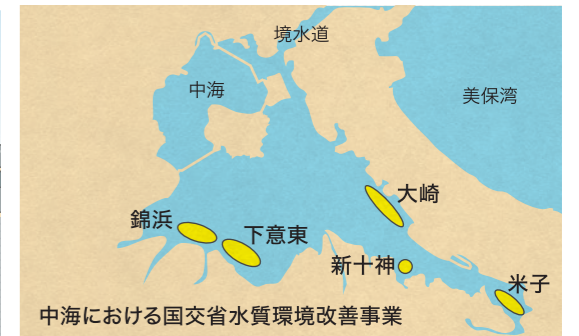 境水道
中海
美保湾
大崎
錦浜
下意東
新十神
米子
中海における国交省水質環境改善事業